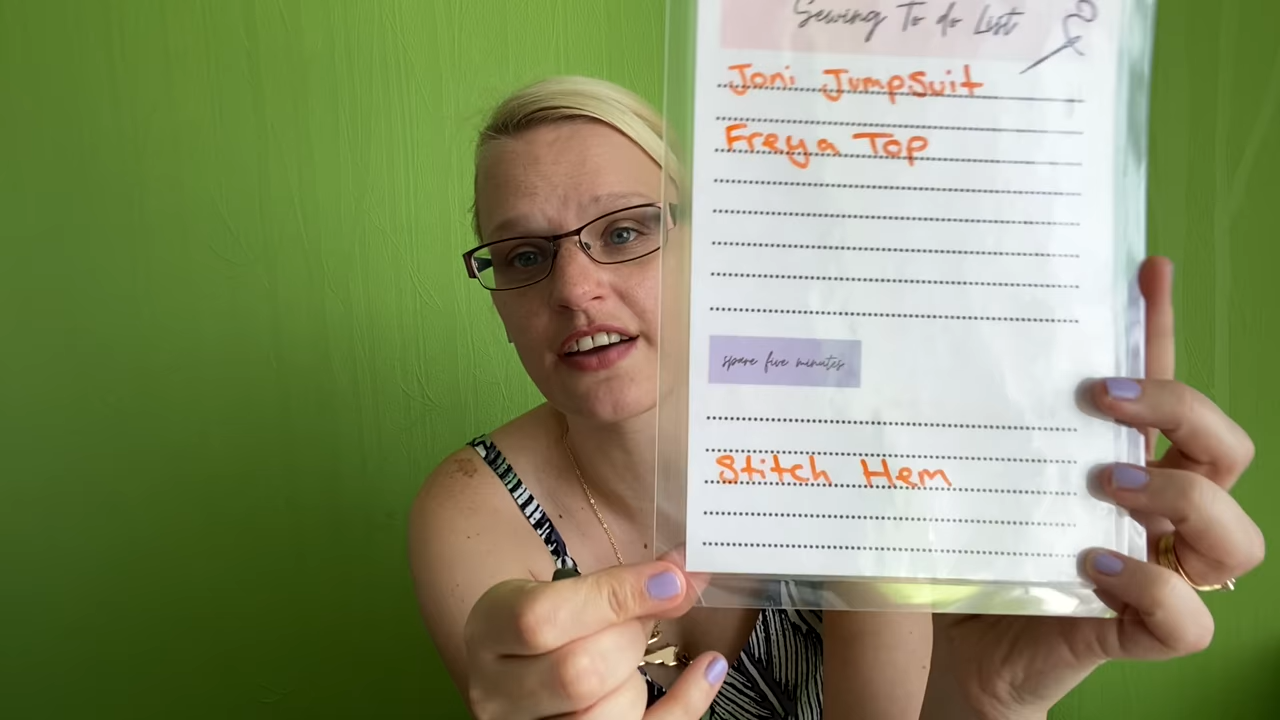 Sewing To do List
Joni Jumpsuit
Freya Top
spare five minutes
Stitch Hem